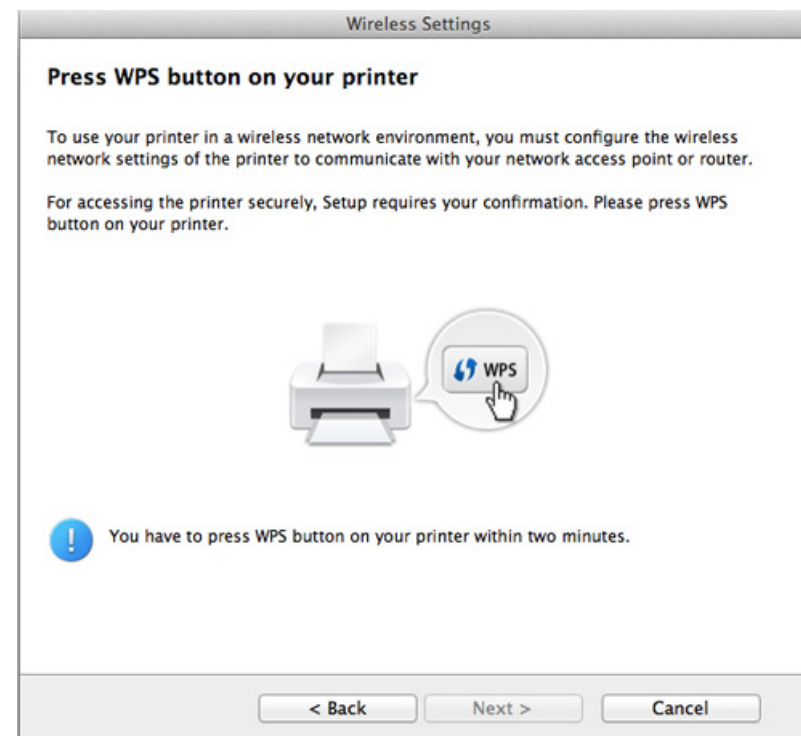 Wireless Settings
Press WPS button on your printer
To use your printer in a wireless network environment, you must configure the wireless
network settings of the printer to communicate with your network access point or router.
For accessing the printer securely, Setup requires your confirmation. Please press WPS
button on your printer.
WPS
! You have to press WPS button on your printer within two minutes.
< Back Next > Cancel